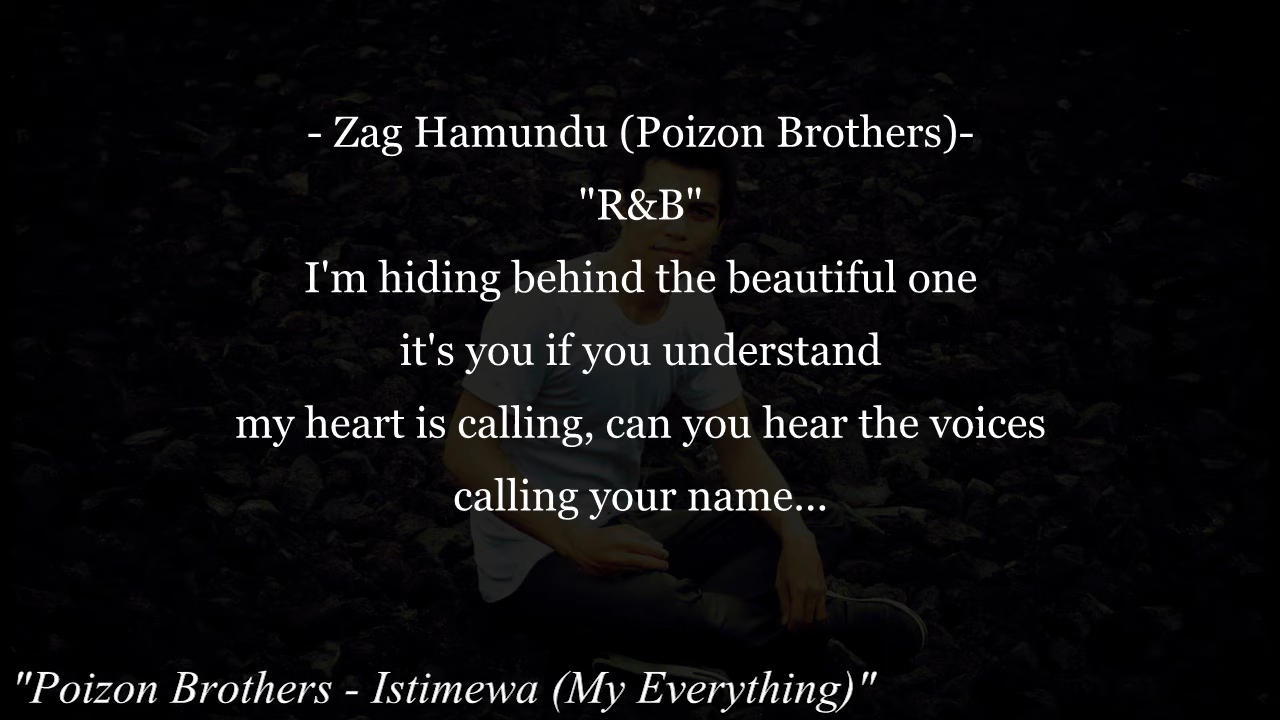 - Zag Hamundu (Poizon Brothers)-
"R&B"
I'm hiding behind the beautiful one
it's you if you understand
my heart is calling, can you hear the voices
calling your name...
"Poizon Brothers - Istimewa (My Everything)"